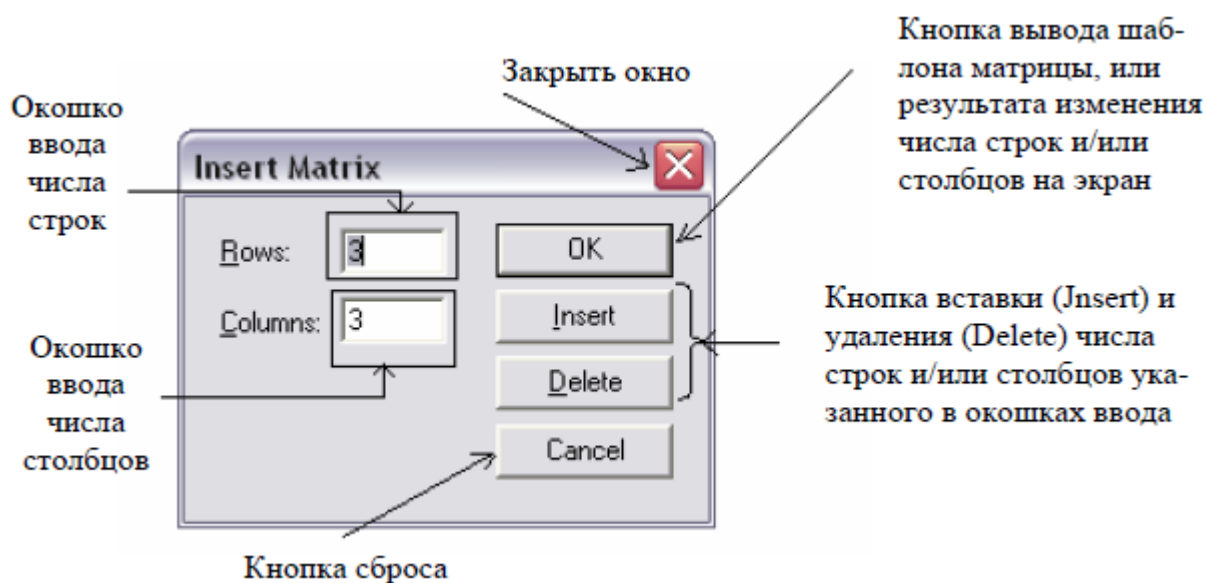 Кнопка вывода шаб-
лона матрицы, или
результата изменения
числа строк и/или
столбцов на экран
Закрыть окно
Окошко
ввода
числа
строк
Insert Matrix
Rows: 3
OK
Columns: 3
Insert
Delete
Cancel
Кнопка вставки (Jnsert) и
удаления (Delete) числа
строк и/или столбцов ука-
занного в окошках ввода
Окошко
ввода
числа
столбцов
Кнопка сброса